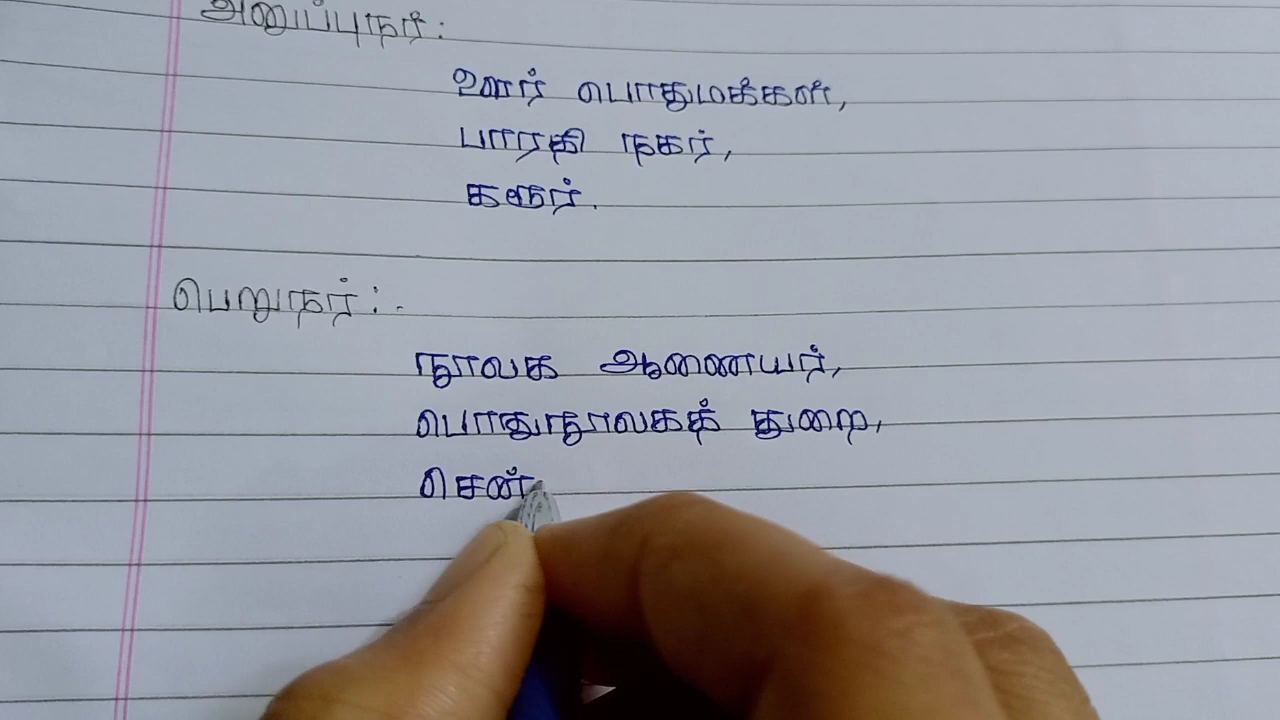 அனுப்புநர்:
ஊர் பொதுமக்கள்,
பாரதி நகர்,
கரூர்.
பெறுநர்:-
நூலக ஆணையர்,
பொதுநூலகத் துறை,
சென்